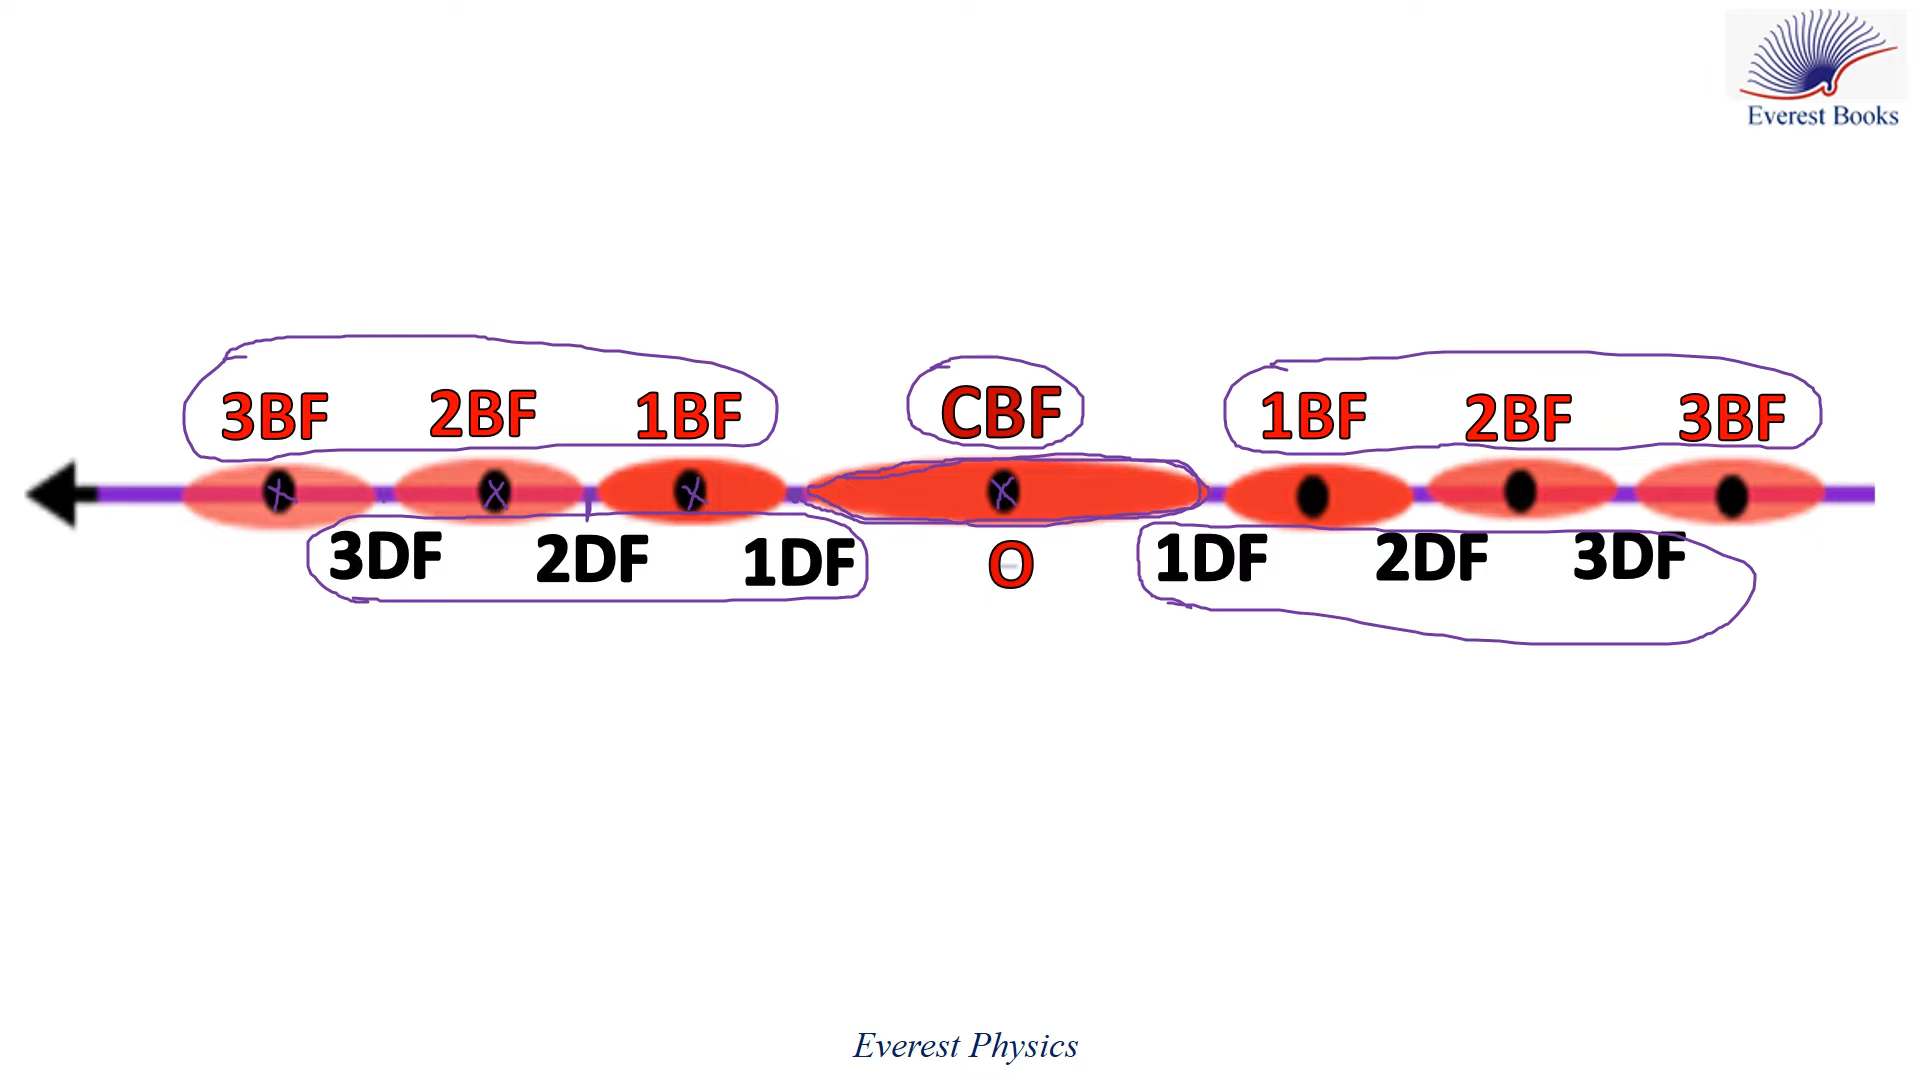 Everest Books
3BF 2BF 1BF CBF 1BF 2BF 3BF
3DF 2DF 1DF O 1DF 2DF 3DF
Everest Physics